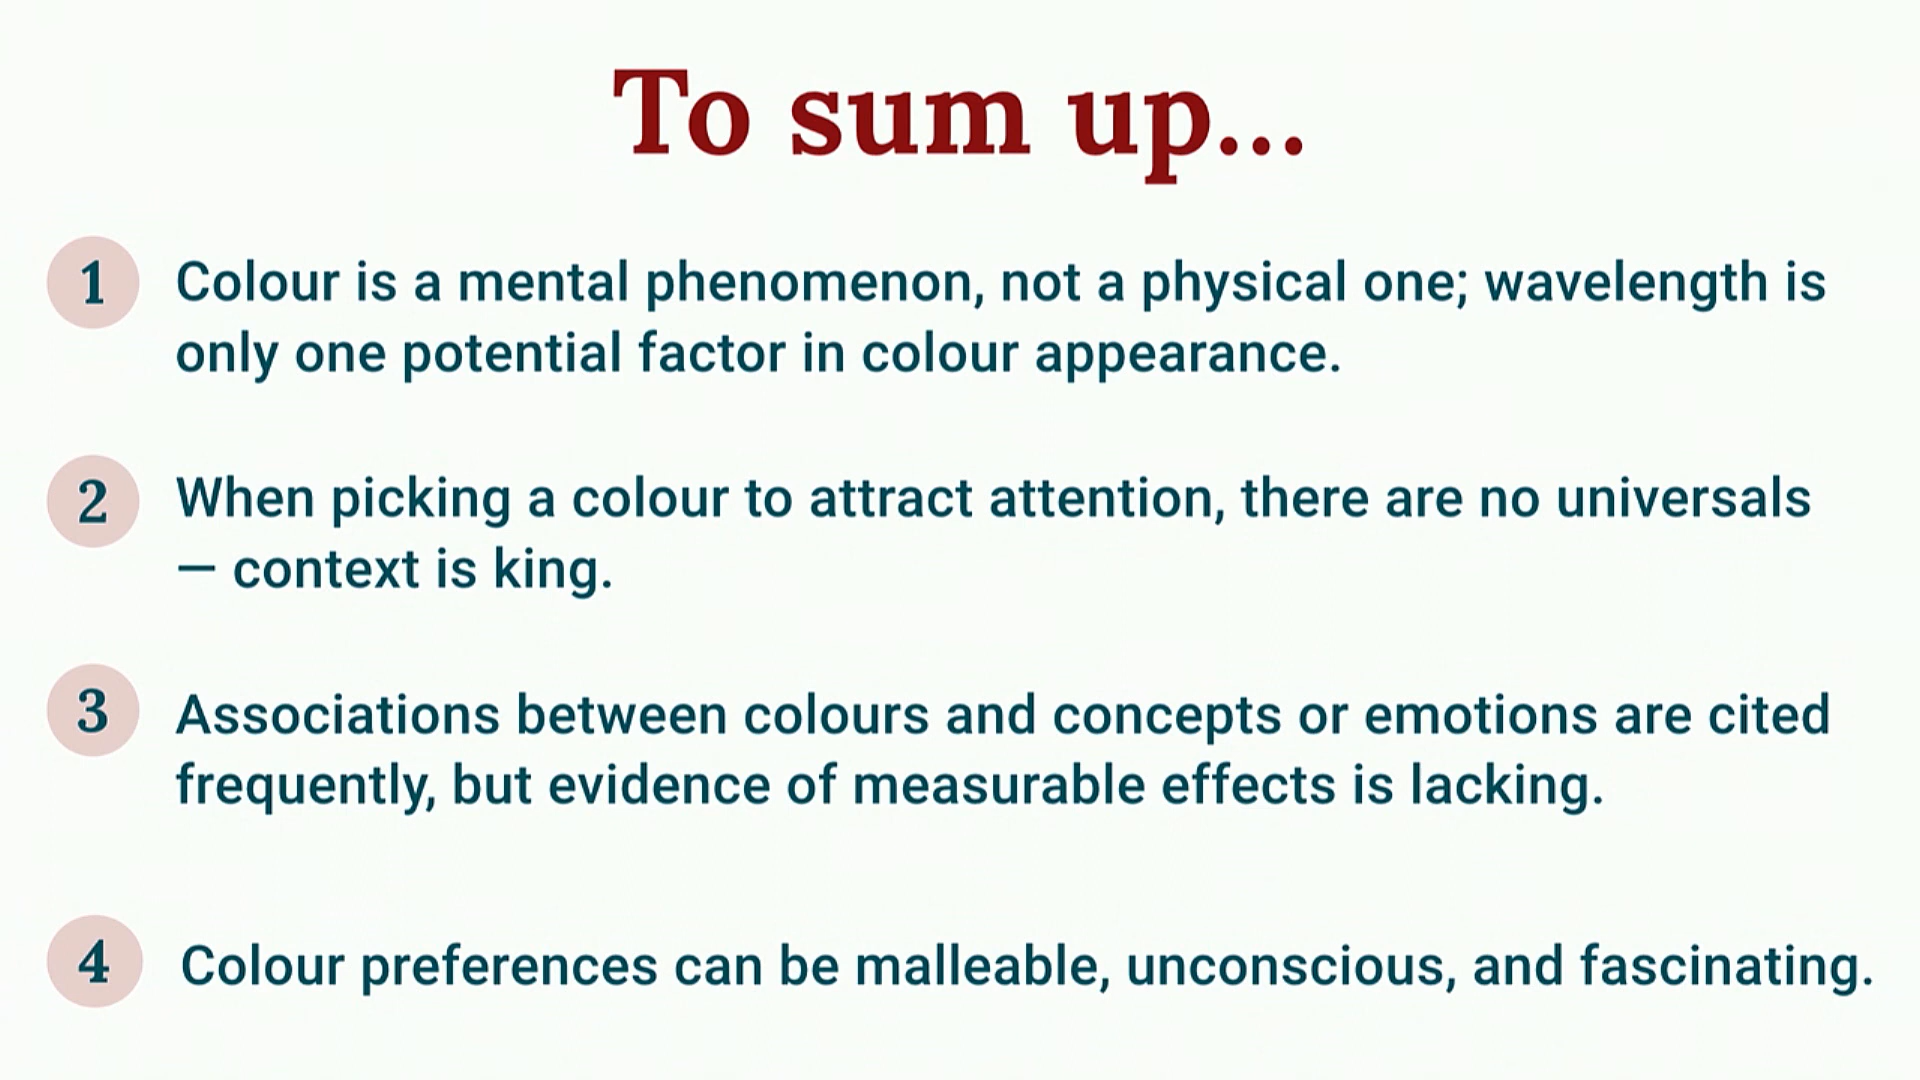 To sum up...
1 Colour is a mental phenomenon, not a physical one; wavelength is
only one potential factor in colour appearance.
2 When picking a colour to attract attention, there are no universals
— context is king.
3 Associations between colours and concepts or emotions are cited
frequently, but evidence of measurable effects is lacking.
4 Colour preferences can be malleable, unconscious, and fascinating.